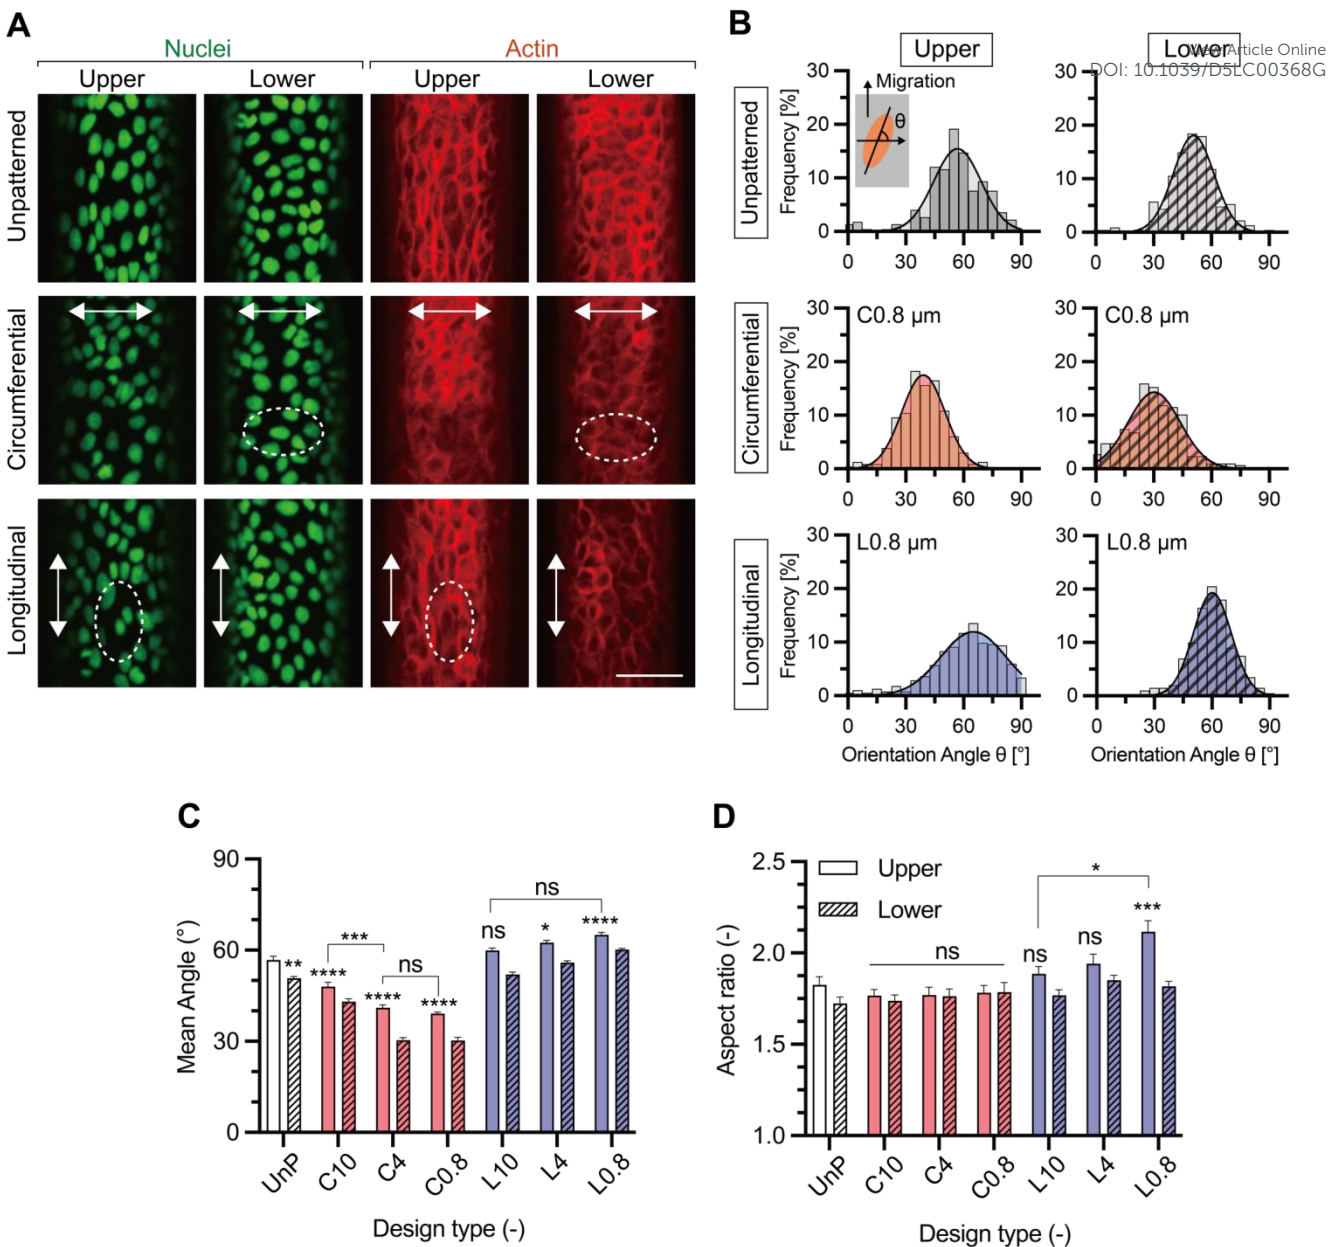 A
Nuclei
Actin
Upper
Lower
Upper
Lower
Unpatterned
Circumferential
Longitudinal
B
Upper
Lower
View Article Online
DOI: 10.1039/D5LC00368G
Unpatterned
Frequency [%]
30
20
10
0
Migration
θ
0 30 60 90
30
20
10
0
0 30 60 90
Circumferential
Frequency [%]
30
20
10
0
C0.8 µm
0 30 60 90
30
20
10
0
C0.8 µm
0 30 60 90
Longitudinal
Frequency [%]
30
20
10
0
L0.8 µm
0 30 60 90
Orientation Angle θ [°]
30
20
10
0
L0.8 µm
0 30 60 90
Orientation Angle θ [°]
C
Mean Angle (°)
90
60
30
0
**
****
***
****
ns
****
ns
ns
*
****
UnP C10 C4 C0.8 L10 L4 L0.8
Design type (-)
D
Aspect ratio (-)
2.5
2.0
1.5
1.0
Upper
Lower
ns
ns
ns
*
***
UnP C10 C4 C0.8 L10 L4 L0.8
Design type (-)